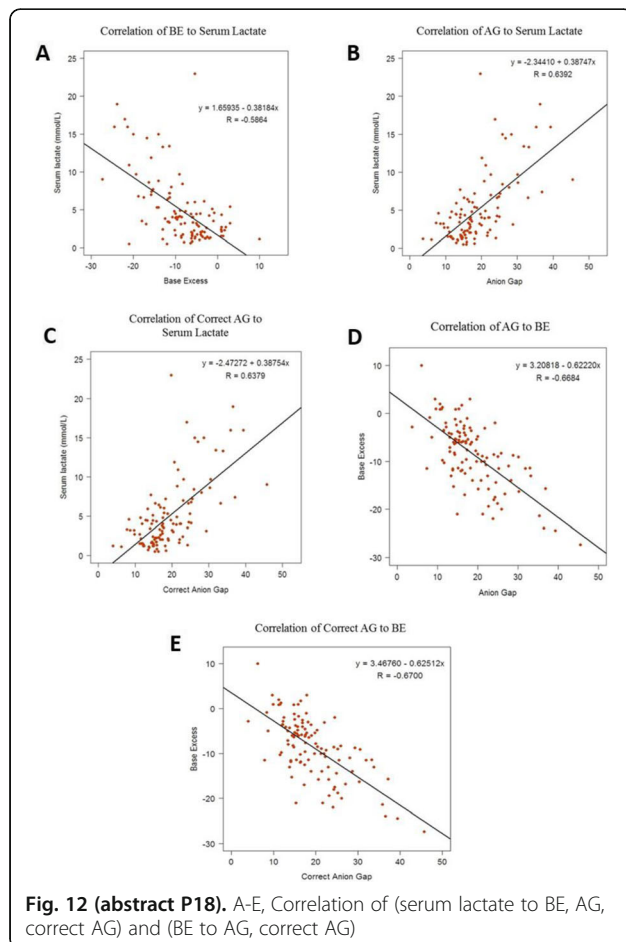 Correlation of BE to Serum Lactate
A
y = 1.65935 - 0.38184x
R = -0.5864
Serum lactate (mmol/L)
25
20
15
10
5
0
-30 -20 -10 0 10
Base Excess
Correlation of AG to Serum Lactate
B
y = -2.34410 + 0.38747x
R = 0.6392
Serum lactate (mmol/L)
25
20
15
10
5
0
0 10 20 30 40 50
Anion Gap
Correlation of Correct AG to
Serum Lactate
C
y = -2.47272 + 0.38754x
R = 0.6379
Serum lactate (mmol/L)
25
20
15
10
5
0
0 10 20 30 40 50
Correct Anion Gap
Correlation of AG to BE
D
y = 3.20818 - 0.62220x
R = -0.6684
Base Excess
10
0
-10
-20
-30
0 10 20 30 40 50
Anion Gap
Correlation of Correct AG to BE
E
y = 3.46760 - 0.62512x
R = -0.6700
Base Excess
10
0
-10
-20
-30
0 10 20 30 40 50
Correct Anion Gap
Fig. 12 (abstract P18). A-E, Correlation of (serum lactate to BE, AG,
correct AG) and (BE to AG, correct AG)